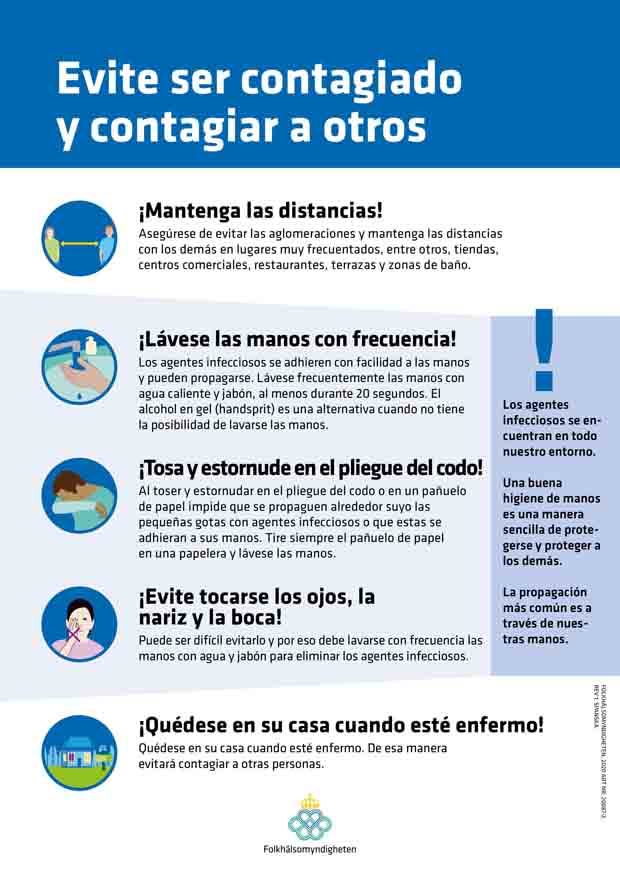 Evite ser contagiado
y contagiar a otros
¡Mantenga las distancias!
Asegúrese de evitar las aglomeraciones y mantenga las distancias
con los demás en lugares muy frecuentados, entre otros, tiendas,
centros comerciales, restaurantes, terrazas y zonas de baño.
¡Lávese las manos con frecuencia!
Los agentes infecciosos se adhieren con facilidad a las manos
y pueden propagarse. Lávese frecuentemente las manos con
agua caliente y jabón, al menos durante 20 segundos. El
alcohol en gel (handsprit) es una alternativa cuando no tiene
la posibilidad de lavarse las manos.
¡Tosa y estornude en el pliegue del codo!
Al toser y estornudar en el pliegue del codo o en un pañuelo
de papel impide que se propaguen alrededor suyo las
pequeñas gotas con agentes infecciosos o que estas se
adhieran a sus manos. Tire siempre el pañuelo de papel
en una papelera y lávese las manos.
¡Evite tocarse los ojos, la
nariz y la boca!
Puede ser difícil evitarlo y por eso debe lavarse con frecuencia las
manos con agua y jabón para eliminar los agentes infecciosos.
!
Los agentes
infecciosos se en-
cuentran en todo
nuestro entorno.
Una buena
higiene de manos
es una manera
sencilla de prote-
gerse y proteger a
los demás.
La propagación
más común es a
través de nues-
tras manos.
¡Quédese en su casa cuando esté enfermo!
Quédese en su casa cuando esté enfermo. De esa manera
evitará contagiar a otras personas.
FOLKHÄLSOMYNDIGHETEN, 2020 ART. NR: 20087-2.
REV 1. SPANSKA
Folkhälsomyndigheten